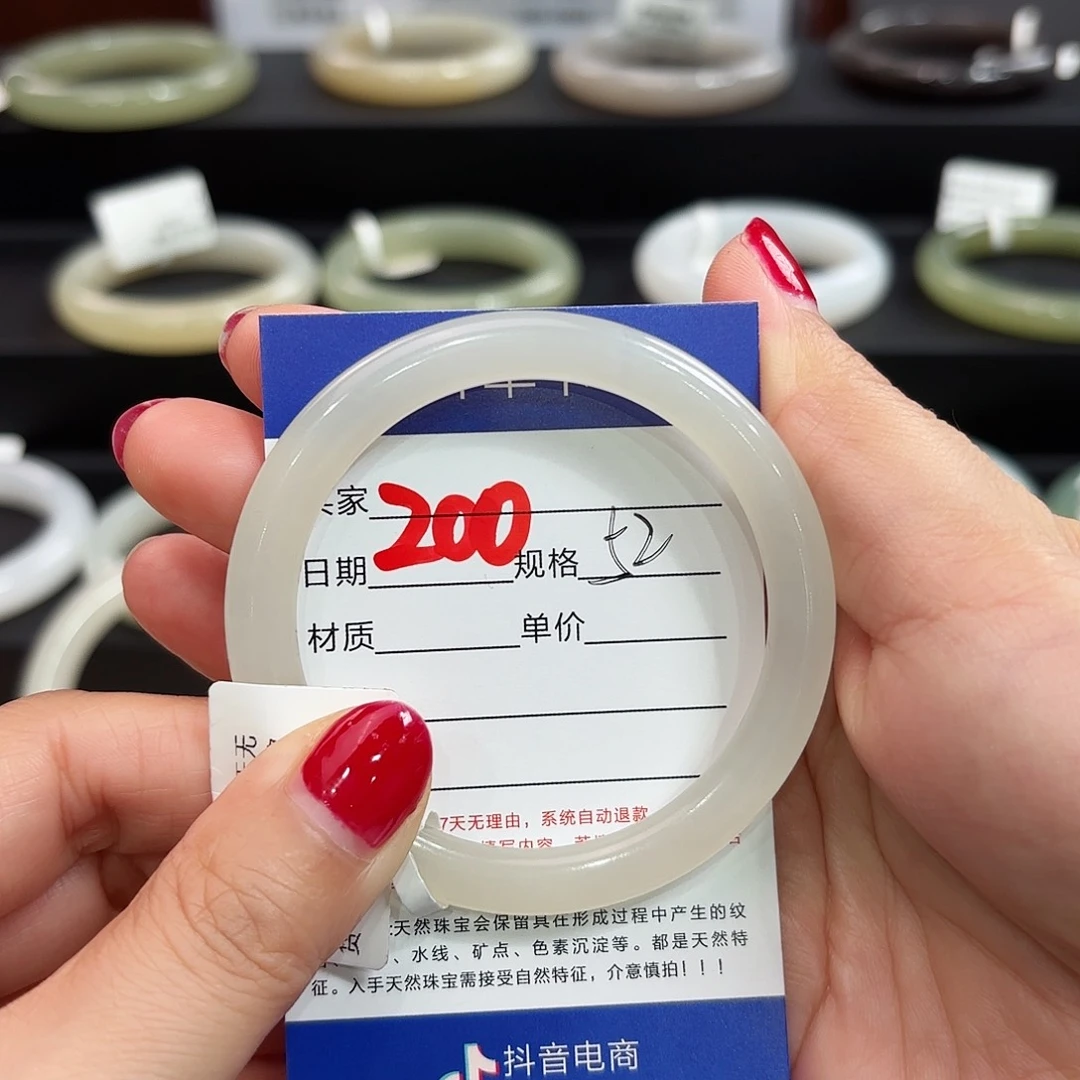 家
200
日期 规格 52
材质 单价
7天无理由，系统自动退款
填写内容
天然珠宝会保留其在形成过程中产生的纹
、水线、矿点、色素沉淀等。都是天然特
征。入手天然珠宝需接受自然特征，介意慎拍！！！
抖音电商